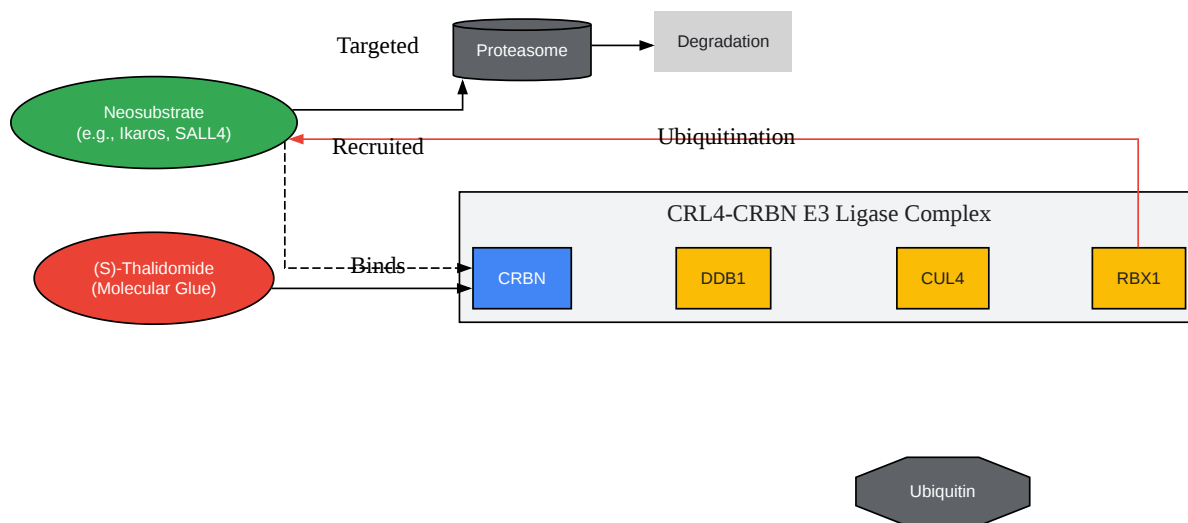 Targeted
Proteasome
Degradation
Neosubstrate
(e.g., Ikaros, SALL4)
Recruited
Ubiquitination
CRL4-CRBN E3 Ligase Complex
(S)-Thalidomide
(Molecular Glue)
Binds
CRBN
DDB1
CUL4
RBX1
Ubiquitin